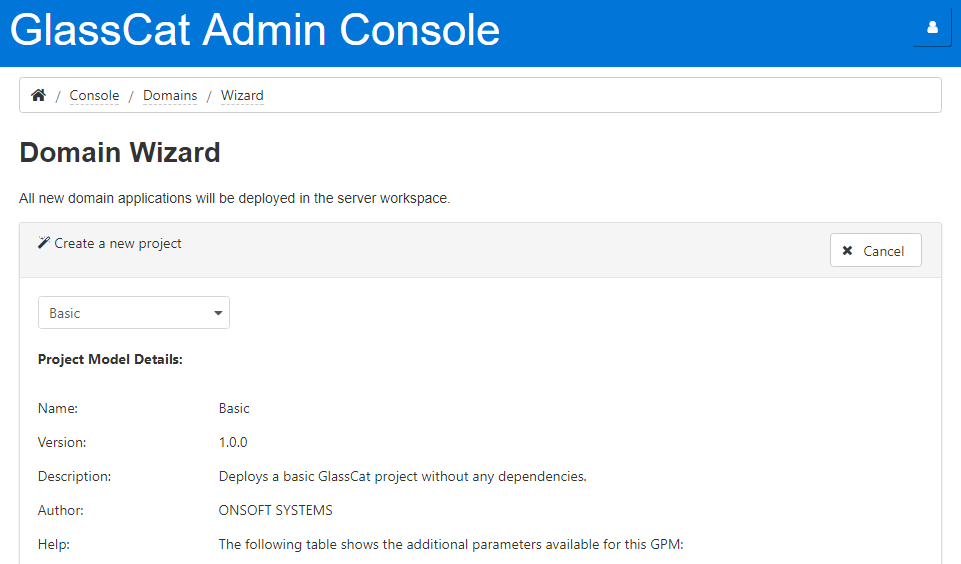 GlassCat Admin Console
/ Console / Domains / Wizard
Domain Wizard
All new domain applications will be deployed in the server workspace.
Create a new project
Cancel
Basic
Project Model Details:
Name: Basic
Version: 1.0.0
Description: Deploys a basic GlassCat project without any dependencies.
Author: ONSOFT SYSTEMS
Help: The following table shows the additional parameters available for this GPM: